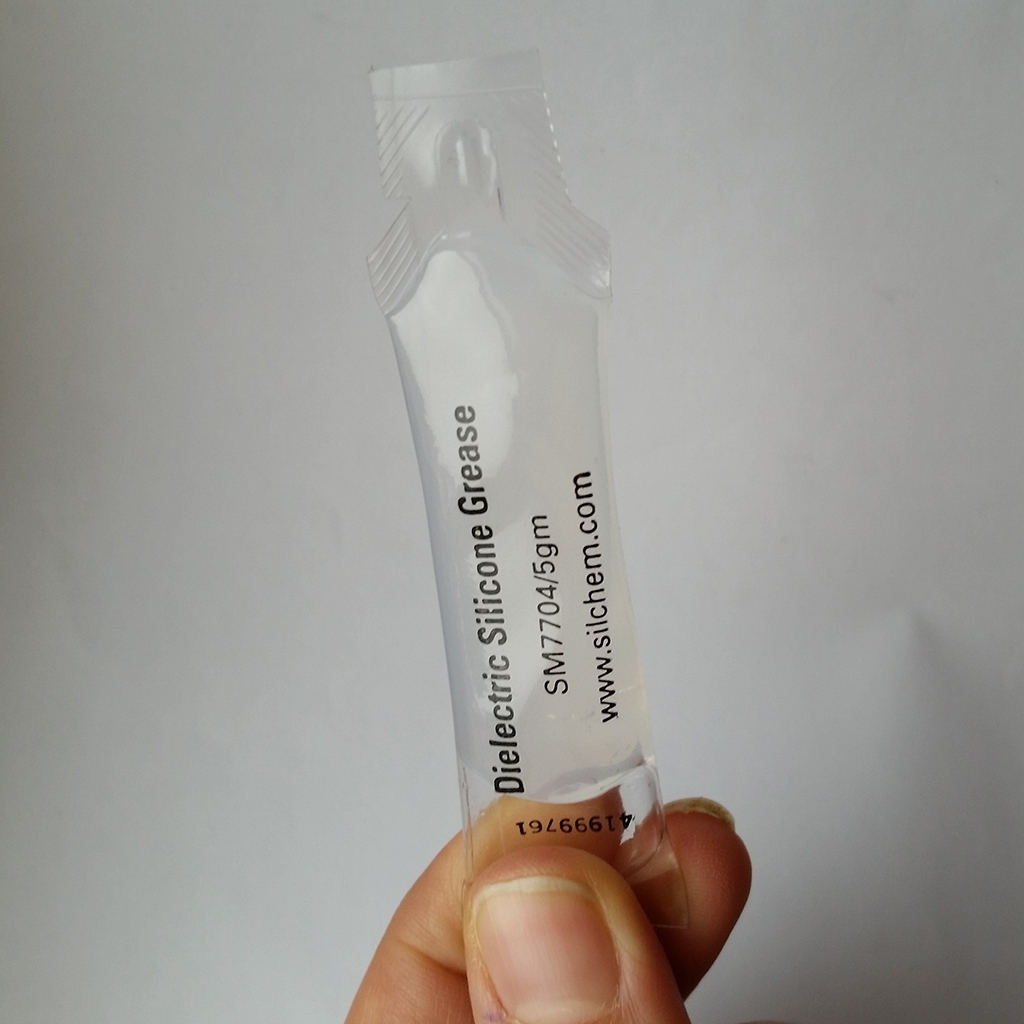 Dielectric Silicone Grease
SM7704/5gm
www.silchem.com
41999761